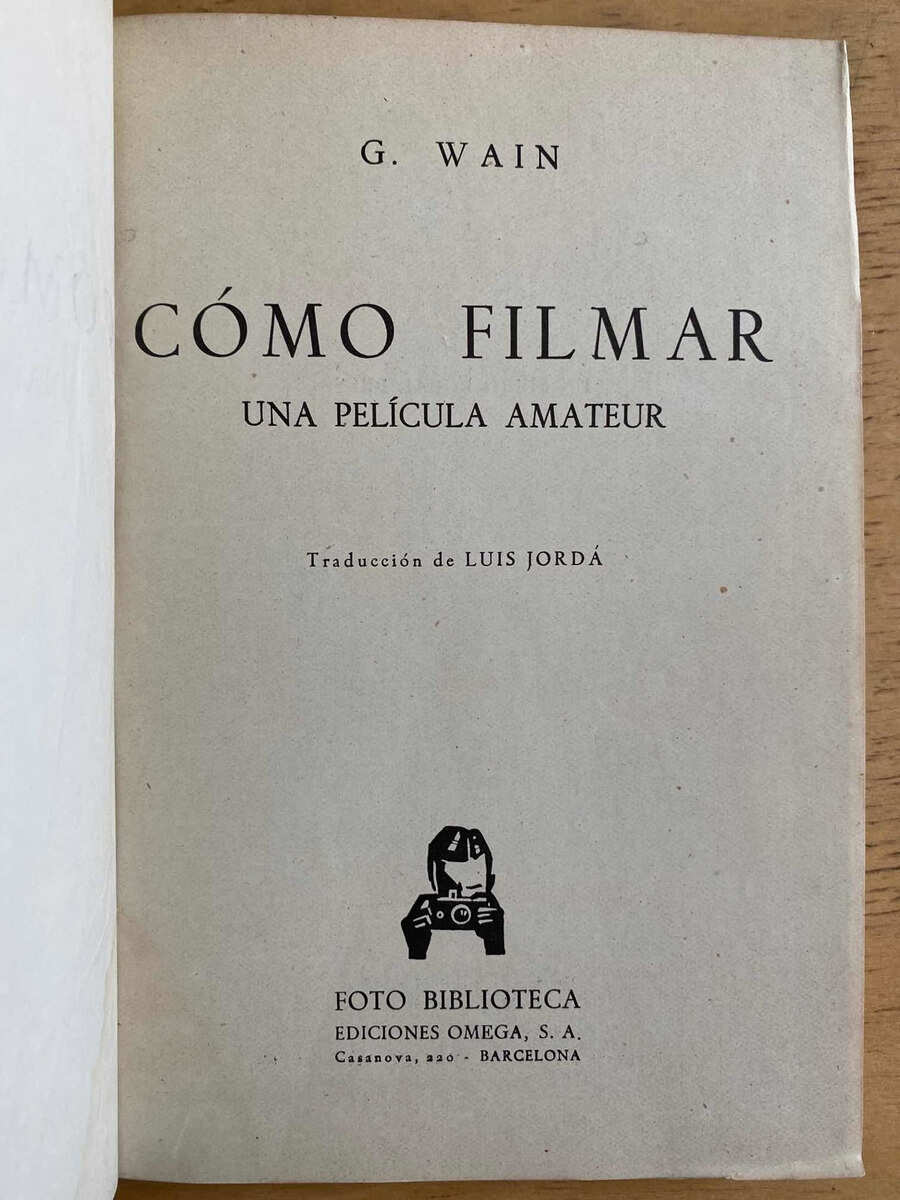 G. WAIN
CÓMO FILMAR
UNA PELÍCULA AMATEUR
Traducción de LUIS JORDÁ
FOTO BIBLIOTECA
EDICIONES OMEGA, S. A.
Casanova, 220 - BARCELONA